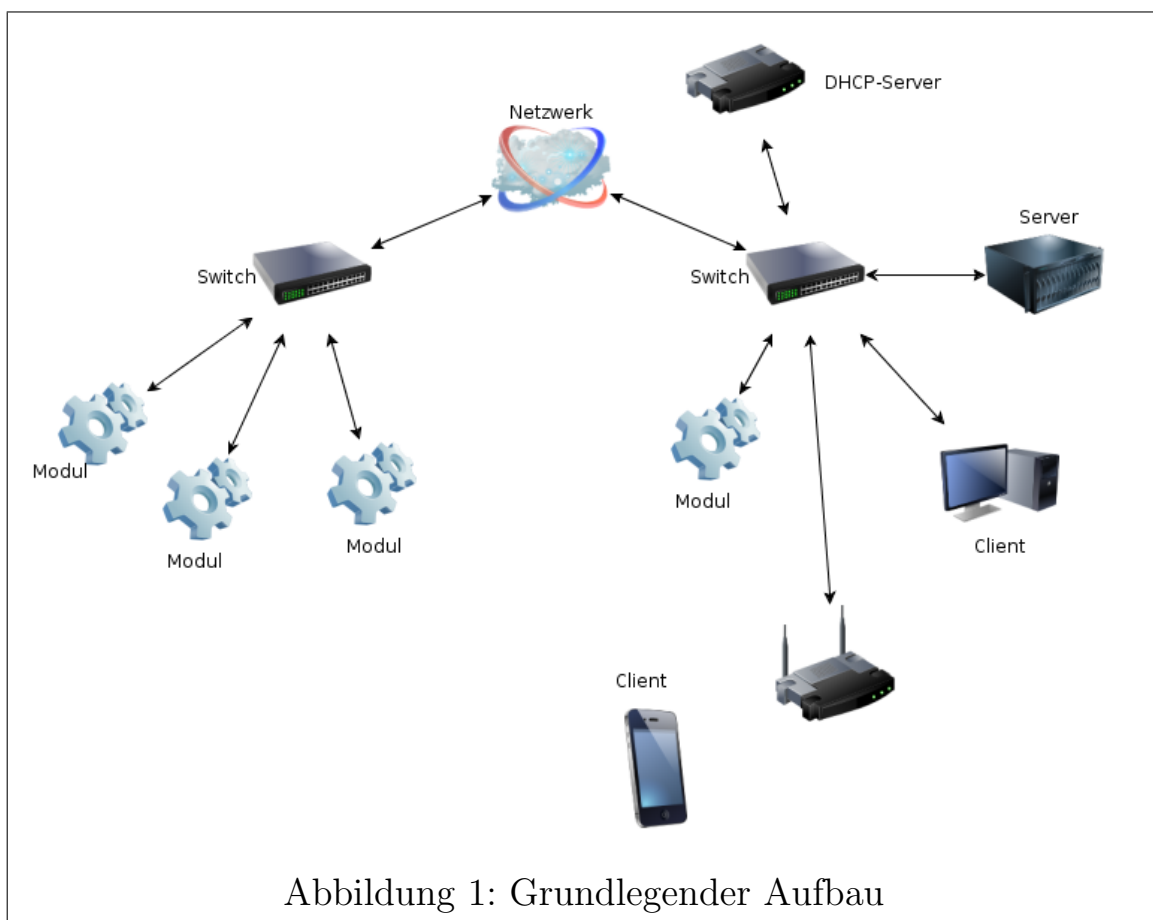 DHCP-Server
Netzwerk
Server
Switch
Switch
Modul
Modul
Modul
Modul
Client
Client
Abbildung 1: Grundlegender Aufbau